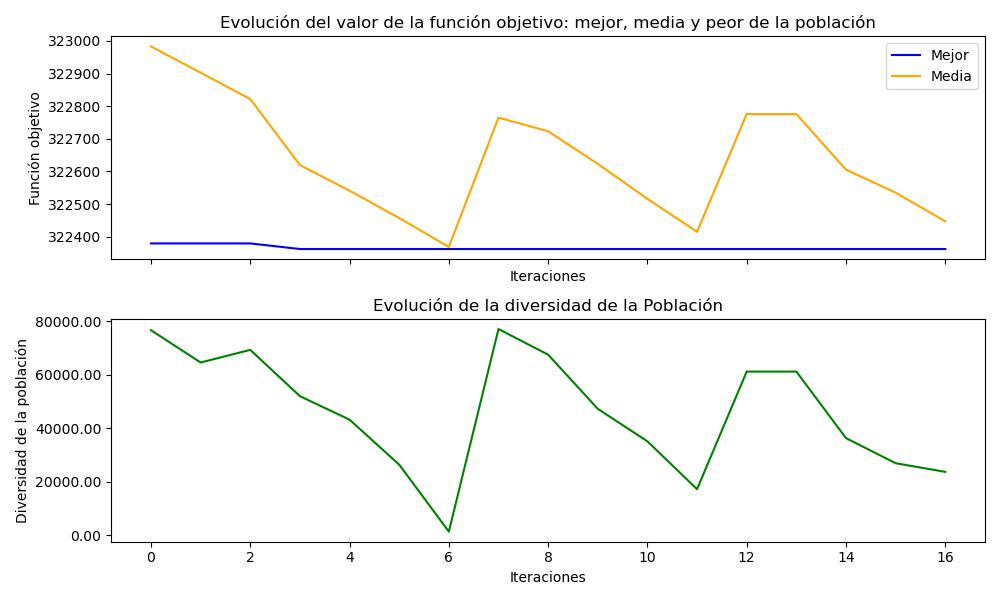 Evolución del valor de la función objetivo: mejor, media y peor de la población
323000
322900
322800
322700
322600
322500
322400
Función objetivo
Mejor
Media
Iteraciones
Evolución de la diversidad de la Población
80000.00
60000.00
40000.00
20000.00
0.00
Diversidad de la población
0 2 4 6 8 10 12 14 16
Iteraciones